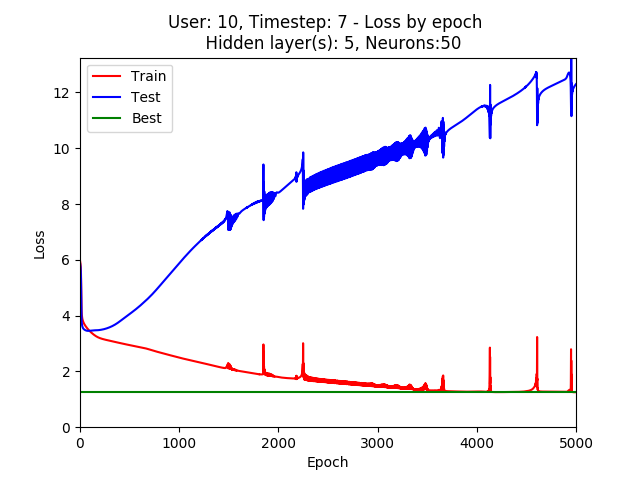 User: 10, Timestep: 7 - Loss by epoch
Hidden layer(s): 5, Neurons:50
Train
Test
Best
Loss
12
10
8
6
4
2
0
0 1000 2000 3000 4000 5000
Epoch